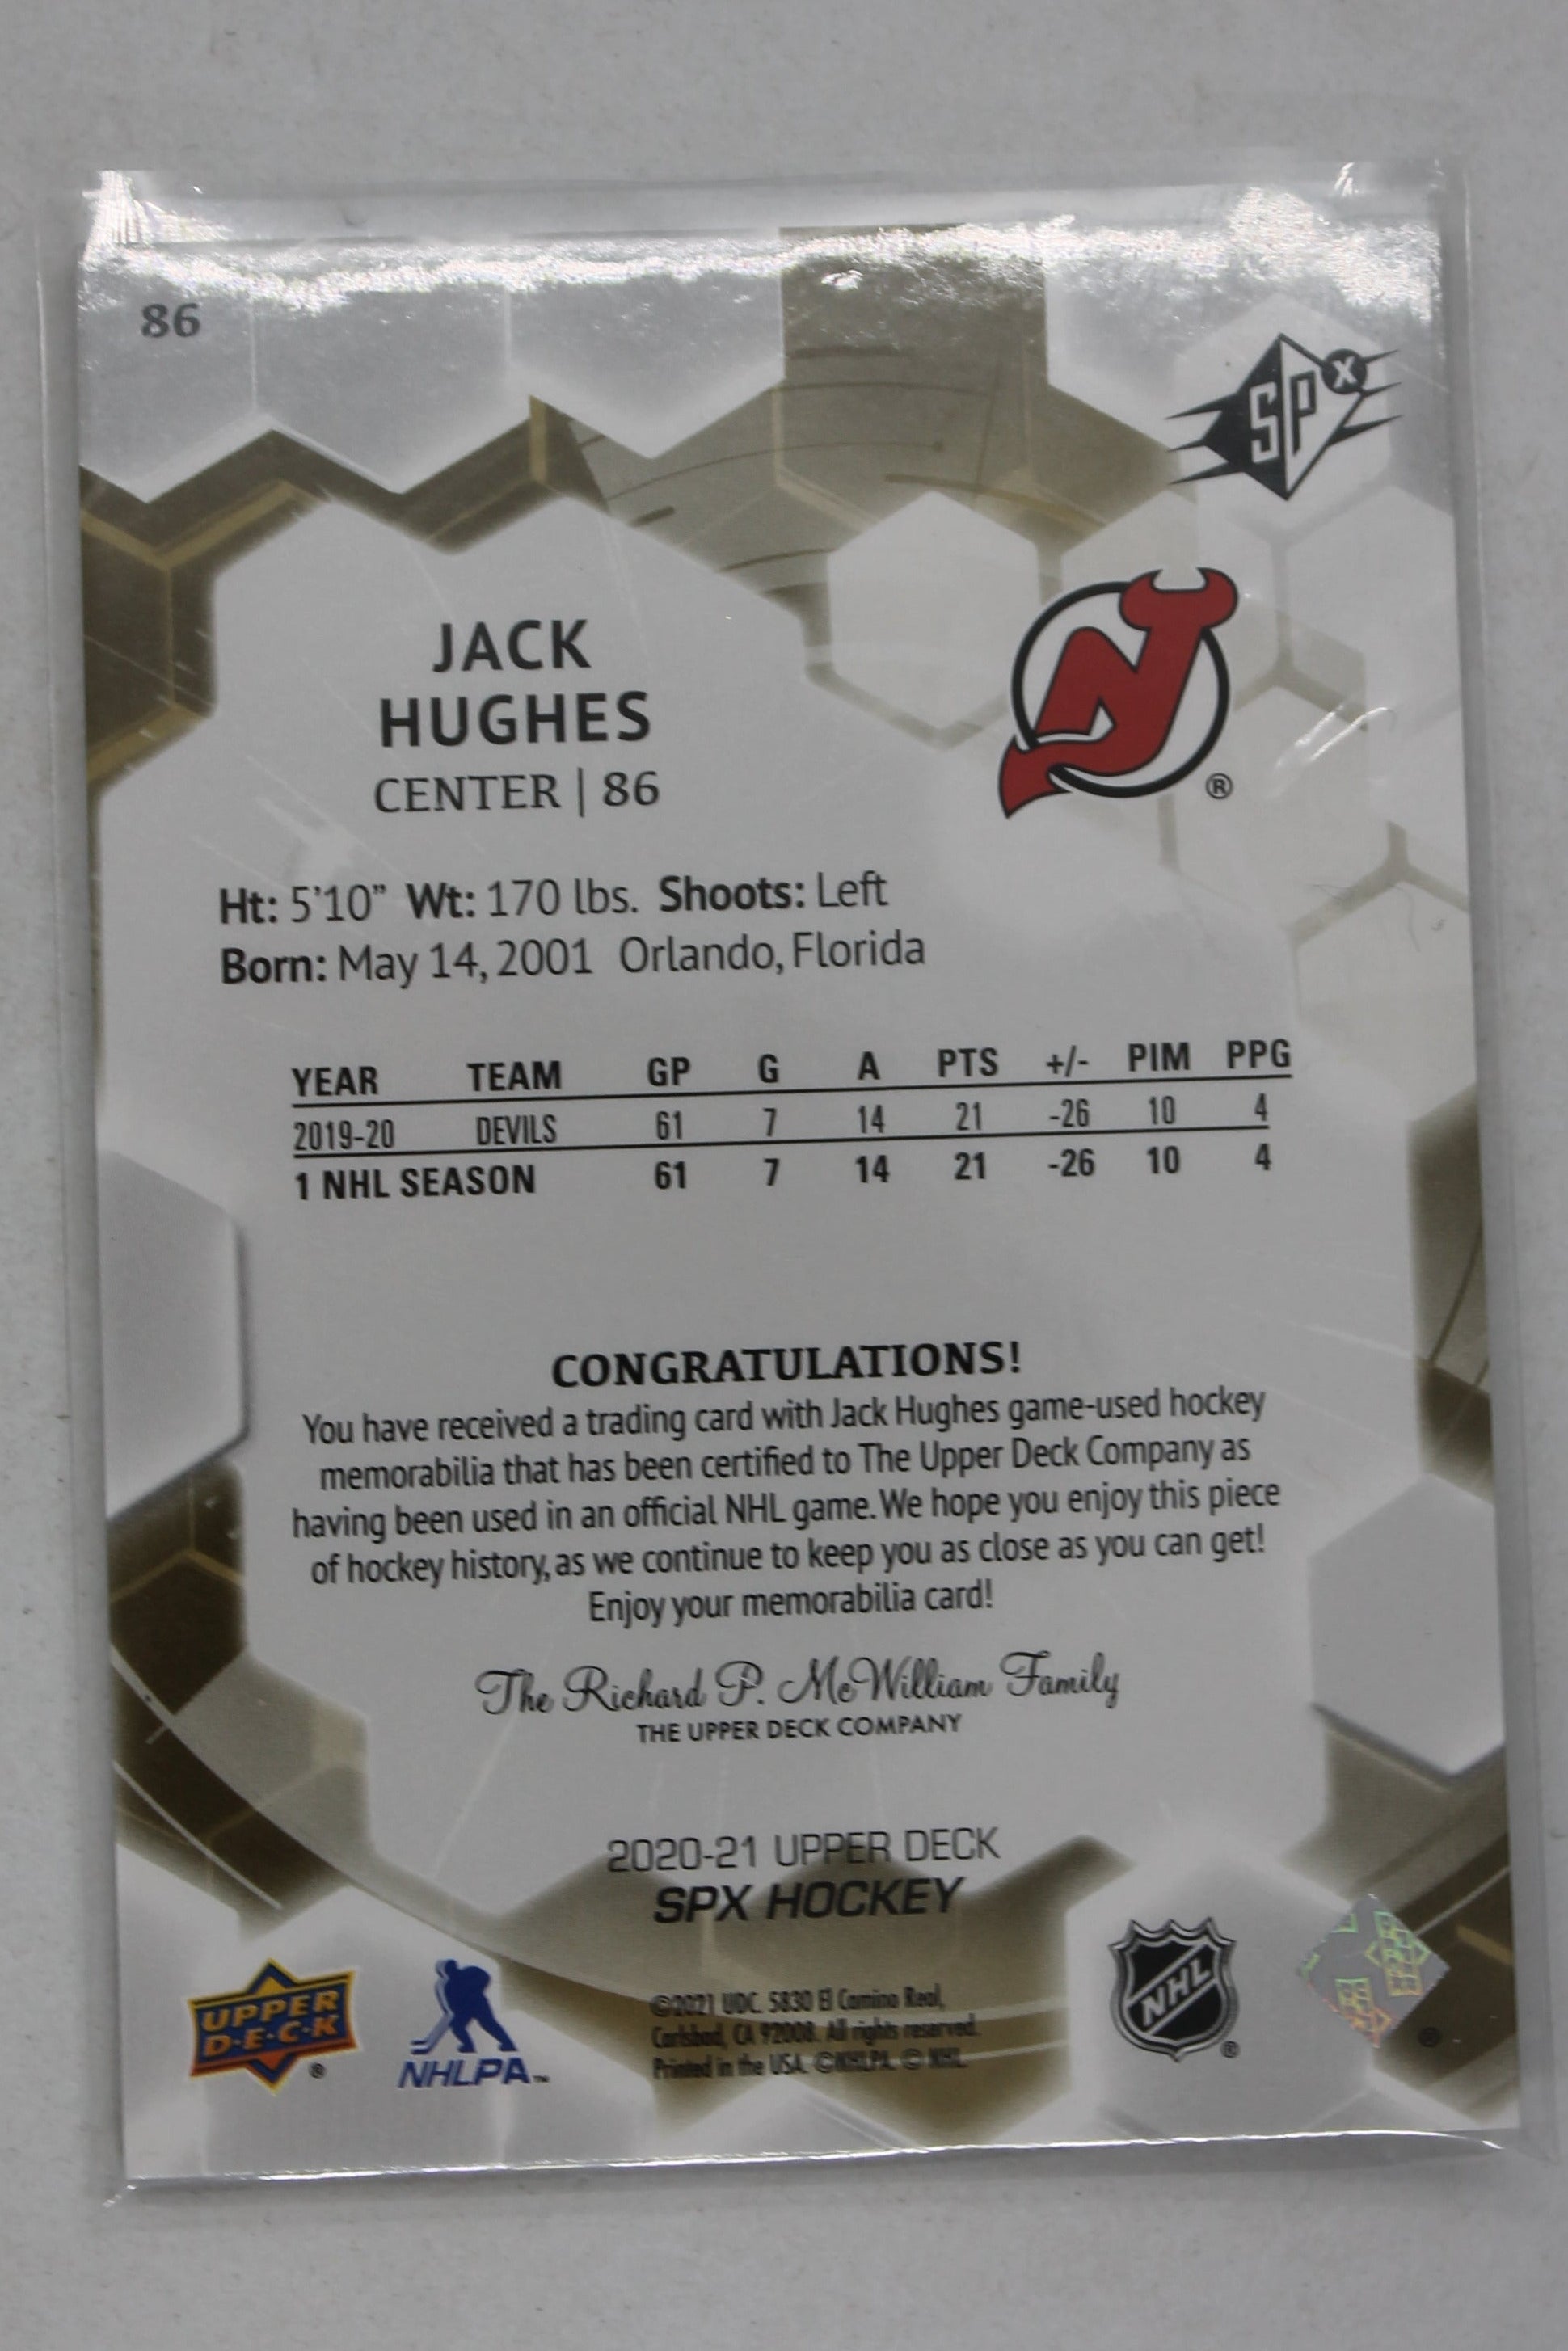 86
SPX
JACK
HUGHES
CENTER | 86
®
Ht: 5'10” Wt: 170 lbs. Shoots: Left
Born: May 14, 2001 Orlando, Florida
YEAR TEAM GP G A PTS +/- PIM PPG
2019-20 DEVILS 61 7 14 21 -26 10 4
1 NHL SEASON 61 7 14 21 -26 10 4
CONGRATULATIONS!
You have received a trading card with Jack Hughes game-used hockey
memorabilia that has been certified to The Upper Deck Company as
having been used in an official NHL game. We hope you enjoy this piece
of hockey history, as we continue to keep you as close as you can get!
Enjoy your memorabilia card!
The Richard P. McWilliam Family
THE UPPER DECK COMPANY
2020-21 UPPER DECK
SPX HOCKEY
UPPER
D•E•C•K
®
NHLPA™
©2021 UDC. 5830 El Camino Real,
Carlsbad, CA 92008. All rights reserved.
Printed in the USA. ©NHLPA. © NHL.
NHL
®
®